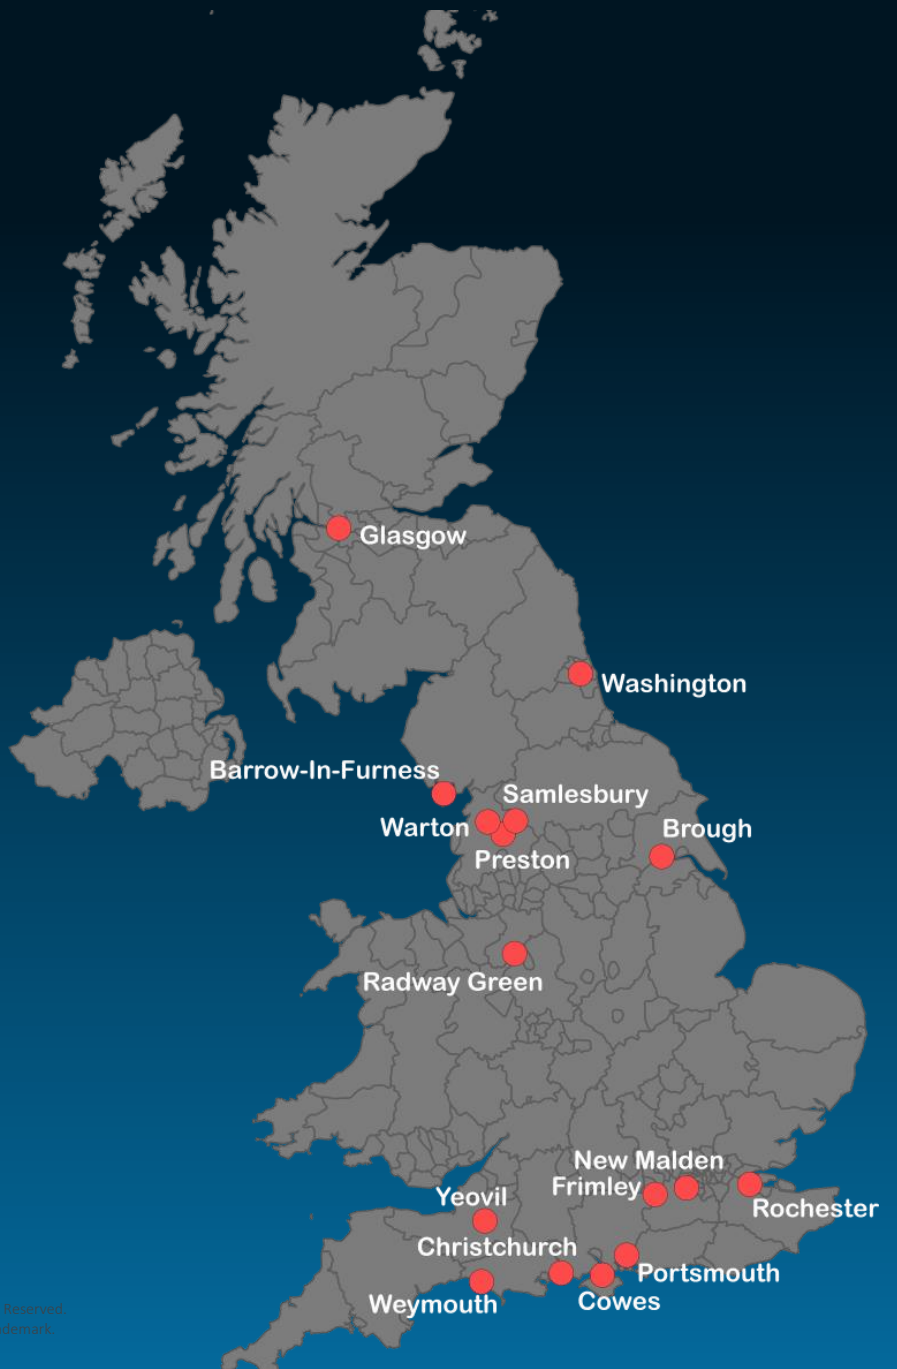 Glasgow
Washington
Barrow-In-Furness
Samlesbury
Warton
Brough
Preston
Radway Green
New Malden
Frimley
Yeovil
Rochester
Christchurch
Portsmouth
Weymouth
Cowes
Reserved.
demark.